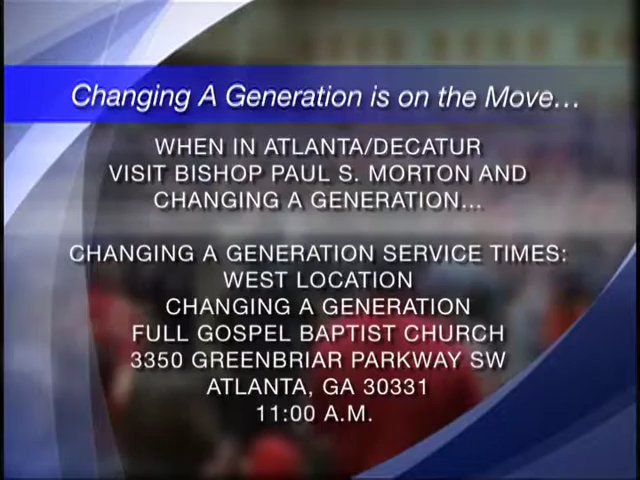 Changing A Generation is on the Move...
WHEN IN ATLANTA/DECATUR
VISIT BISHOP PAUL S. MORTON AND
CHANGING A GENERATION...
CHANGING A GENERATION SERVICE TIMES:
WEST LOCATION
CHANGING A GENERATION
FULL GOSPEL BAPTIST CHURCH
3350 GREENBRIAR PARKWAY SW
ATLANTA, GA 30331
11:00 A.M.